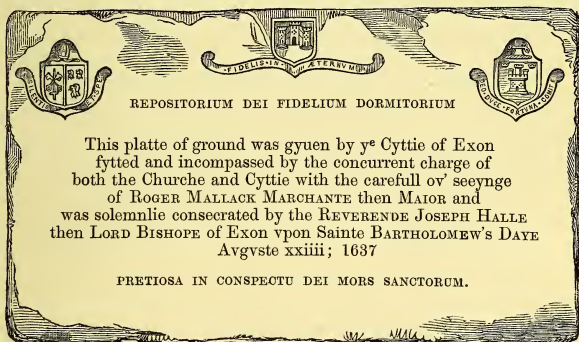 FIDELIS·IN·ÆTERNVM
REPOSITORIUM DEI FIDELIUM DORMITORIUM
This platte of ground was gyuen by yᵉ Cyttie of Exon
fytted and incompassed by the concurrent charge of
both the Churche and Cyttie with the carefull ov' seeynge
of ROGER MALLACK MARCHANTE then MAIOR and
was solemnlie consecrated by the REVERENDE JOSEPH HALLE
then LORD BISHOPE of Exon vpon Sainte BARTHOLOMEW'S DAYE
Avgvste xxiiii; 1637
PRETIOSA IN CONSPECTU DEI MORS SANCTORUM.